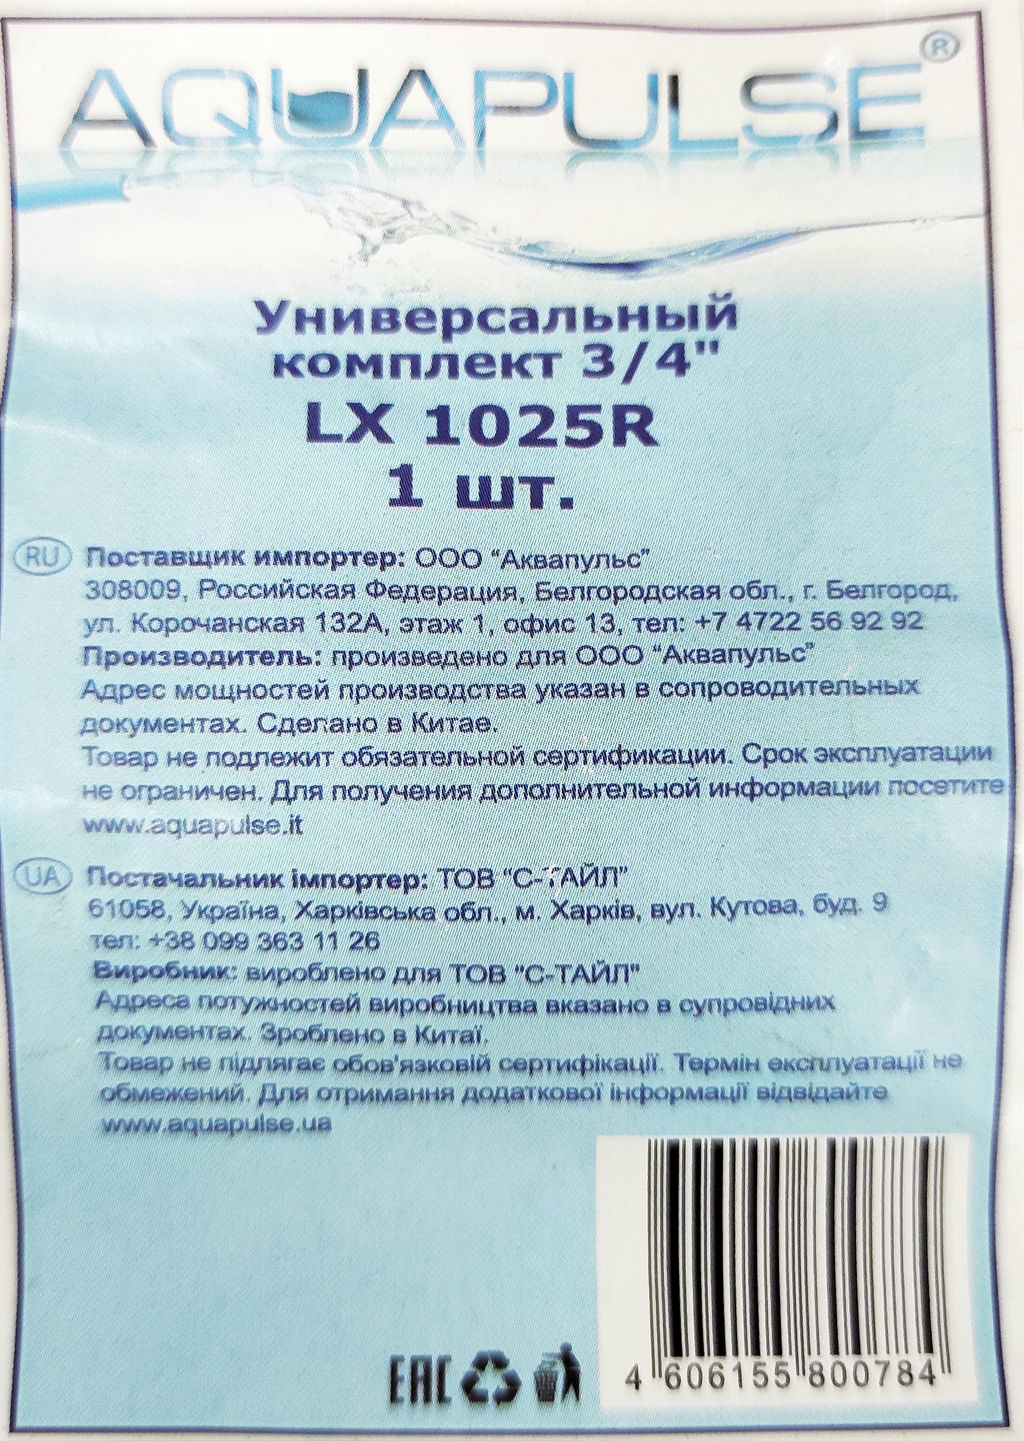 AQUAPULSE®
Универсальный
комплект 3/4"
LX 1025R
1 шт.
RU Поставщик импортер: ООО “Аквапульс”
308009, Российская Федерация, Белгородская обл., г. Белгород,
ул. Корочанская 132А, этаж 1, офис 13, тел: +7 4722 56 92 92
Производитель: произведено для ООО “Аквапульс”
Адрес мощностей производства указан в сопроводительных
документах. Сделано в Китае.
Товар не подлежит обязательной сертификации. Срок эксплуатации
не ограничен. Для получения дополнительной информации посетите
www.aquapulse.it
UA Постачальник імпортер: ТОВ "С-ТАЙЛ"
61058, Україна, Харківська обл., м. Харків, вул. Кутова, буд. 9
тел: +38 099 363 11 26
Виробник: вироблено для ТОВ "С-ТАЙЛ"
Адреса потужностей виробництва вказано в супровідних
документах. Зроблено в Китаї.
Товар не підлягає обов'язковій сертифікації. Термін експлуатації не
обмежений. Для отримання додаткової інформації відвідайте
www.aquapulse.ua
EAC
4 606155 800784